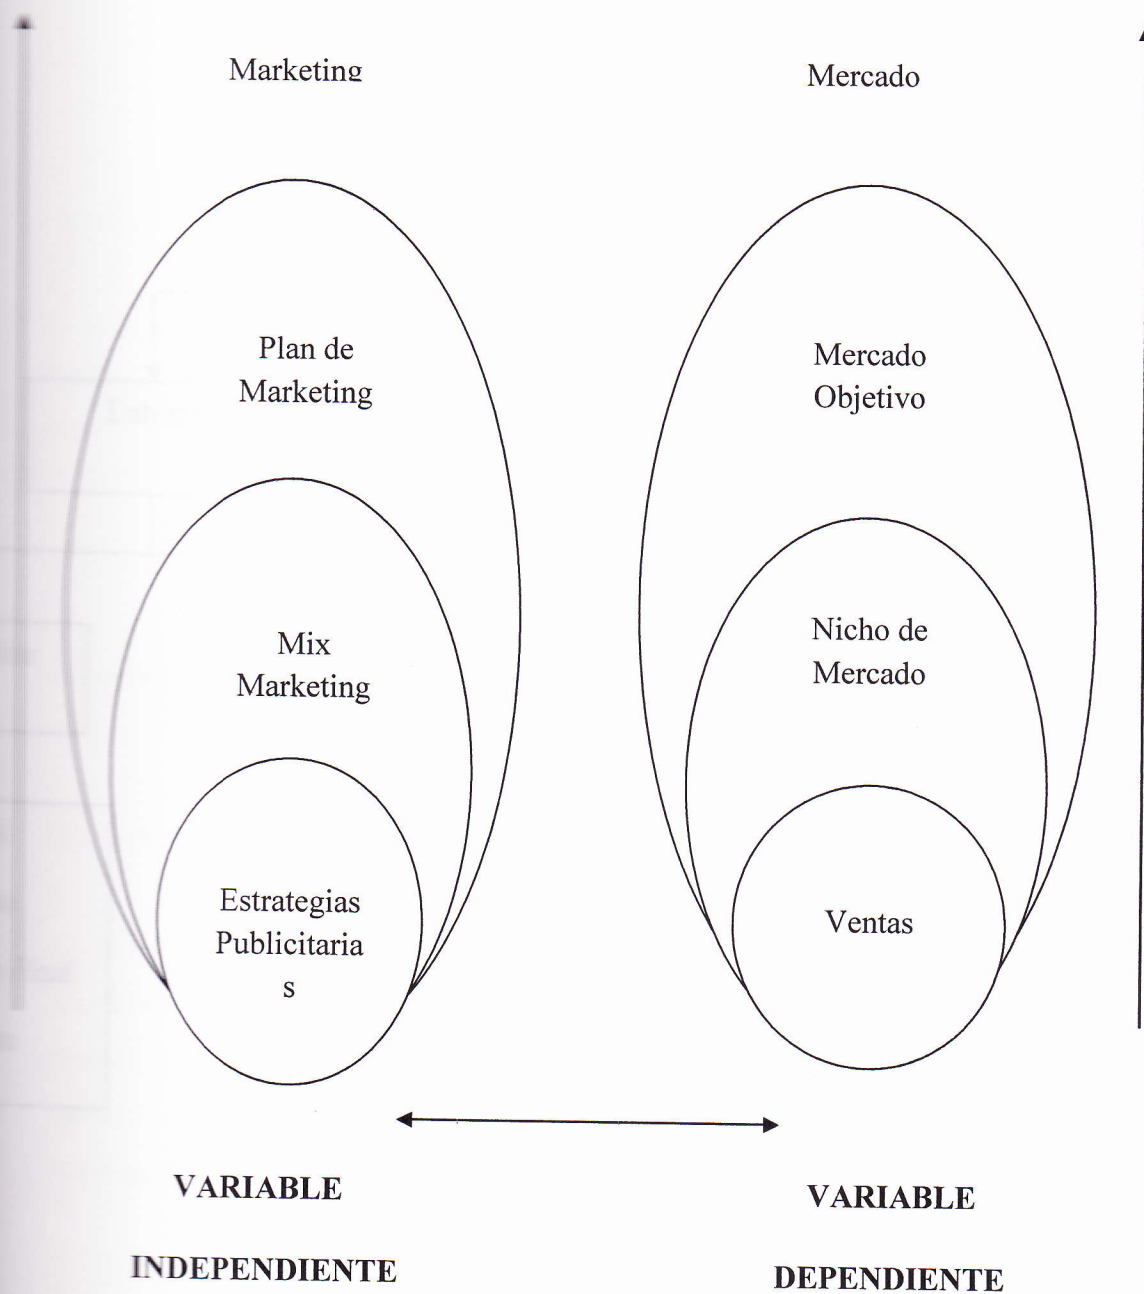 Marketing
Mercado
Plan de
Marketing
Mercado
Objetivo
Mix
Marketing
Nicho de
Mercado
Estrategias
Publicitaria
s
Ventas
VARIABLE
INDEPENDIENTE
VARIABLE
DEPENDIENTE